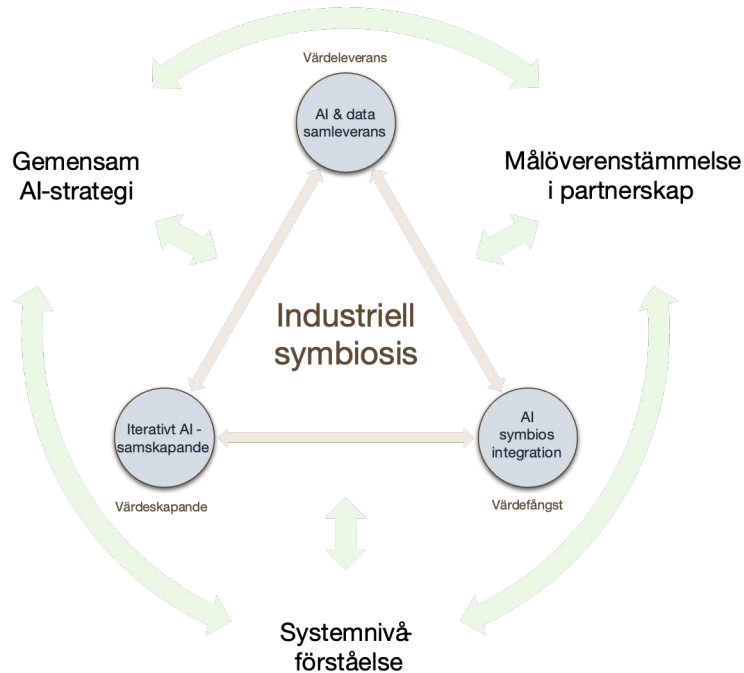 Värdeleverans
AI & data
samleverans
Gemensam
AI-strategi
Målöverenstämmelse
i partnerskap
Industriell
symbiosis
Iterativt AI -
samskapande
Värdeskapande
AI
symbios
integration
Värdefångst
Systemnivå-
förståelse